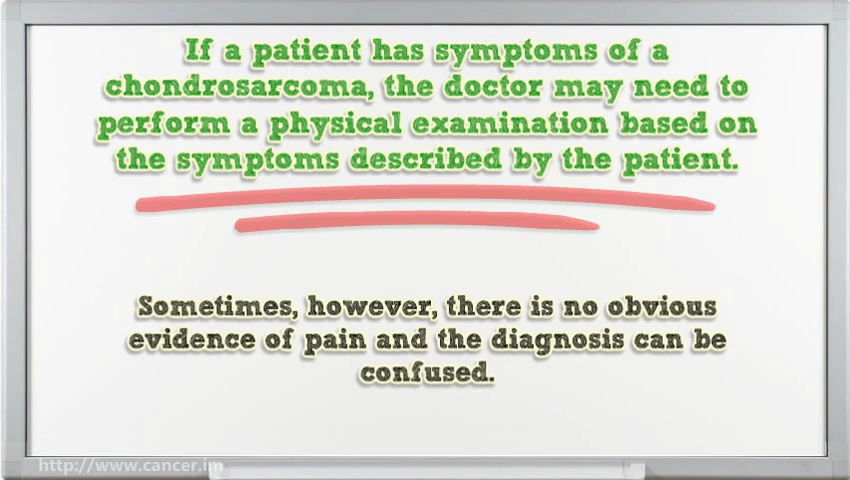 If a patient has symptoms of a
chondrosarcoma, the doctor may need to
perform a physical examination based on
the symptoms described by the patient.
Sometimes, however, there is no obvious
evidence of pain and the diagnosis can be
confused.
http://www.cancer.im